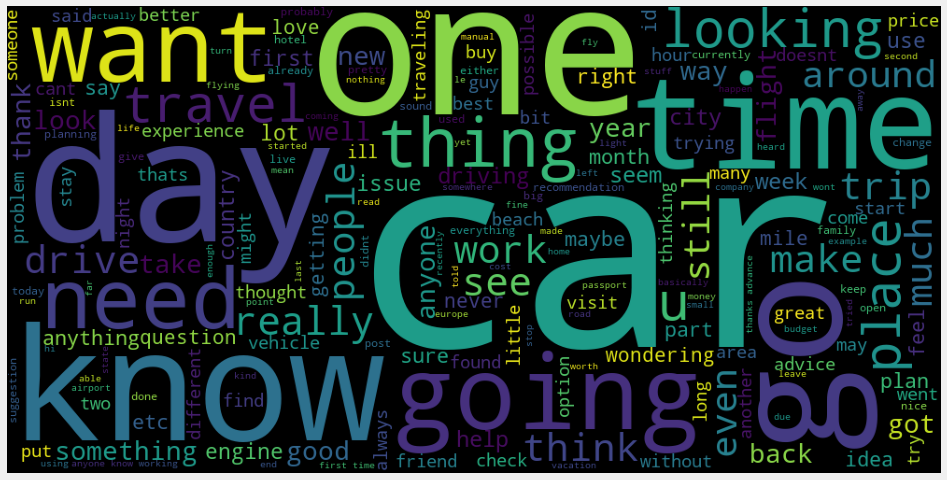 said
actually
better
someone
want
probably
love
hotel
turn
first
already
isnt
flying
cant
say
travel
one
new
pretty
nothing
traveling
manual
buy
either
le
guy
sound
best
possible
fly
right
stuff
id
looking
hour
currently
doesnt
price
use
second
way
around
happen
flight
time
away
heard
change
city
trying
thank
look
experience
lot
well
life
started
planning
day
thats
give
live
mean
ill
read
thing
bit
used
yet
light
year
month
seem
many
company
wont
week
trip
start
problem
stay
night
country
might
people
issue
driving
somewhere
left
recommendation
big
fine
beach
everything
work
made
home
maybe
thinking
still
mile
come
family
example
make
place
much
drive
take
enough
getting
didnt
anyone
recently
see
cost
told
never
europe
visit
passport
road
stop
car
u
basically
money
small
part
thanks advance
go
great
budget
tried
keep
open
feel
today
run
far
need
last
thought
point
really
anything
question
vehicle
post
sure
found
little
worth
wondering
area
may
advice
leave
hi
state
suggestion
know
able
airport
two
done
different
kind
find
etc
always
going
option
long
even
another
due
plan
went
nice
got
help
think
put
something
engine
good
using
anyone know
working
end
first time
friend
check
vacation
without
back
idea
try